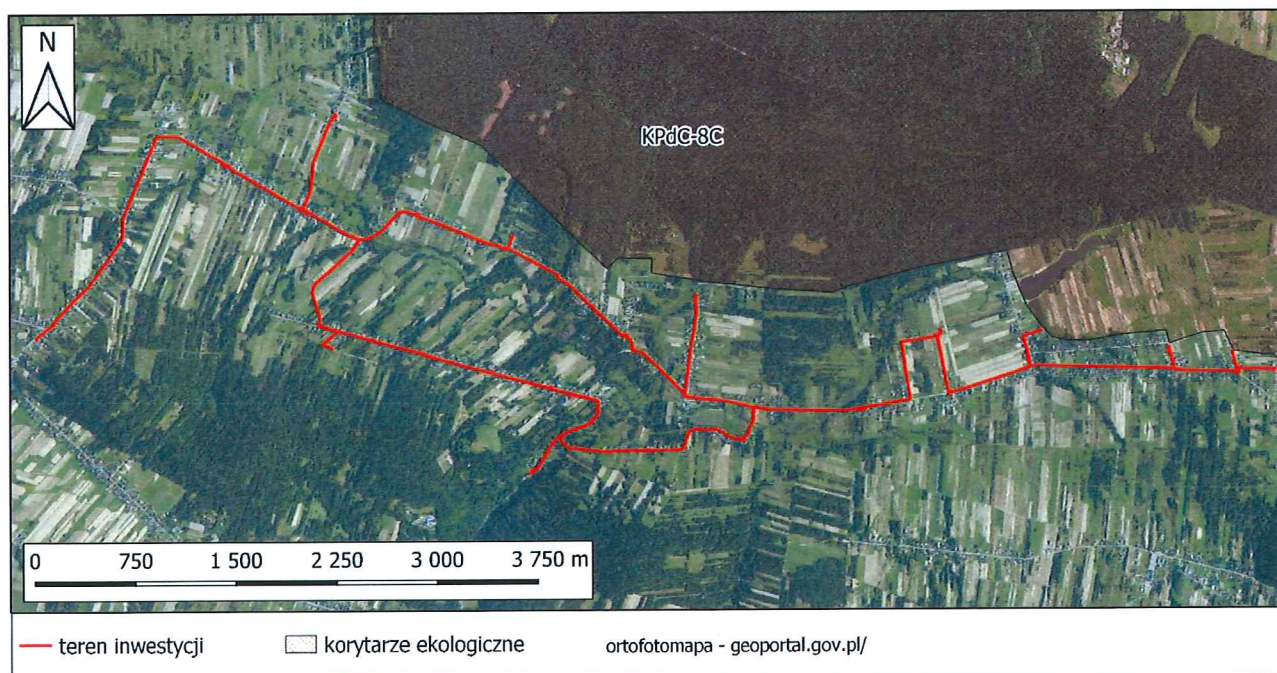 N
KPdC-8C
0 750 1 500 2 250 3 000 3 750 m
teren inwestycji korytarze ekologiczne ortofotomapa - geoportal.gov.pl/